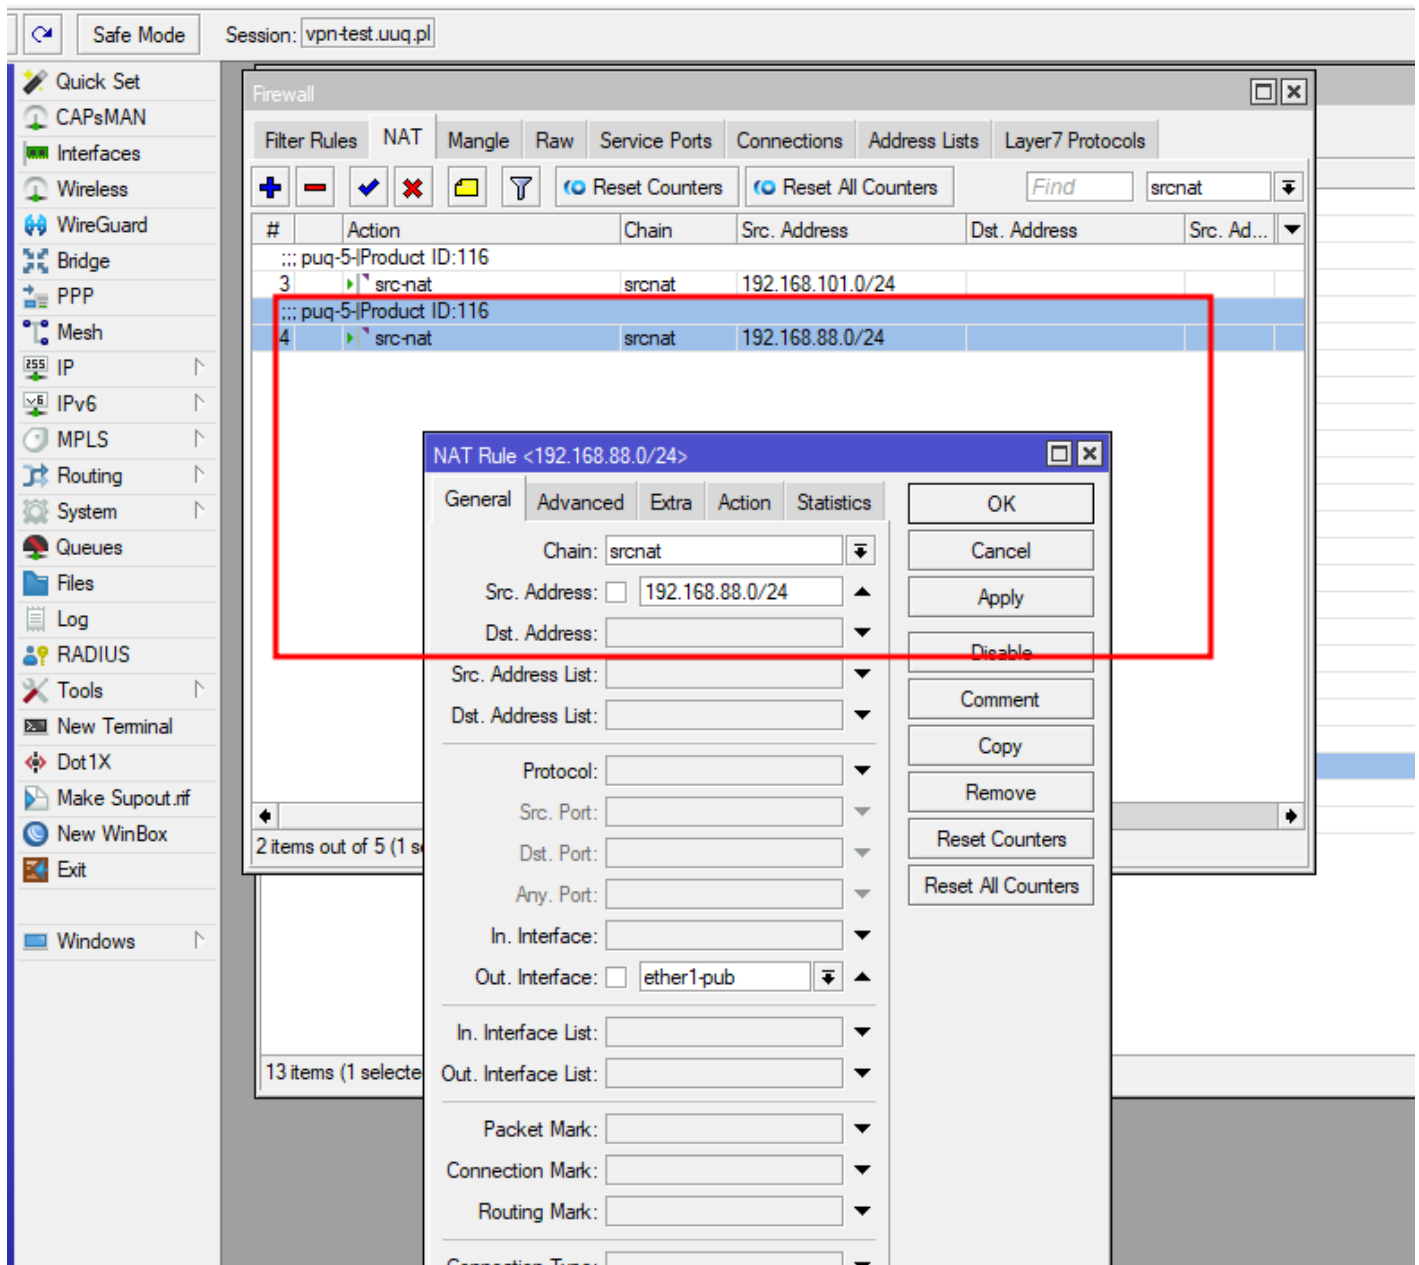 Safe Mode Session: vpn-test.uuq.pl
Quick Set
CAPsMAN
Interfaces
Wireless
WireGuard
Bridge
PPP
Mesh
IP
IPv6
MPLS
Routing
System
Queues
Files
Log
RADIUS
Tools
New Terminal
Dot1X
Make Supout.rif
New WinBox
Exit
Windows
Firewall
Filter Rules NAT Mangle Raw Service Ports Connections Address Lists Layer7 Protocols
Reset Counters Reset All Counters Find srcnat
# Action Chain Src. Address Dst. Address Src. Ad...
;;; puq-5-|Product ID:116
3 src-nat srcnat 192.168.101.0/24
;;; puq-5-|Product ID:116
4 src-nat srcnat 192.168.88.0/24
2 items out of 5 (1 s
13 items (1 selecte
NAT Rule <192.168.88.0/24>
General Advanced Extra Action Statistics
Chain: srcnat
Src. Address: 192.168.88.0/24
Dst. Address:
Src. Address List:
Dst. Address List:
Protocol:
Src. Port:
Dst. Port:
Any. Port:
In. Interface:
Out. Interface: ether1-pub
In. Interface List:
Out. Interface List:
Packet Mark:
Connection Mark:
Routing Mark:
Connection Type:
OK
Cancel
Apply
Disable
Comment
Copy
Remove
Reset Counters
Reset All Counters